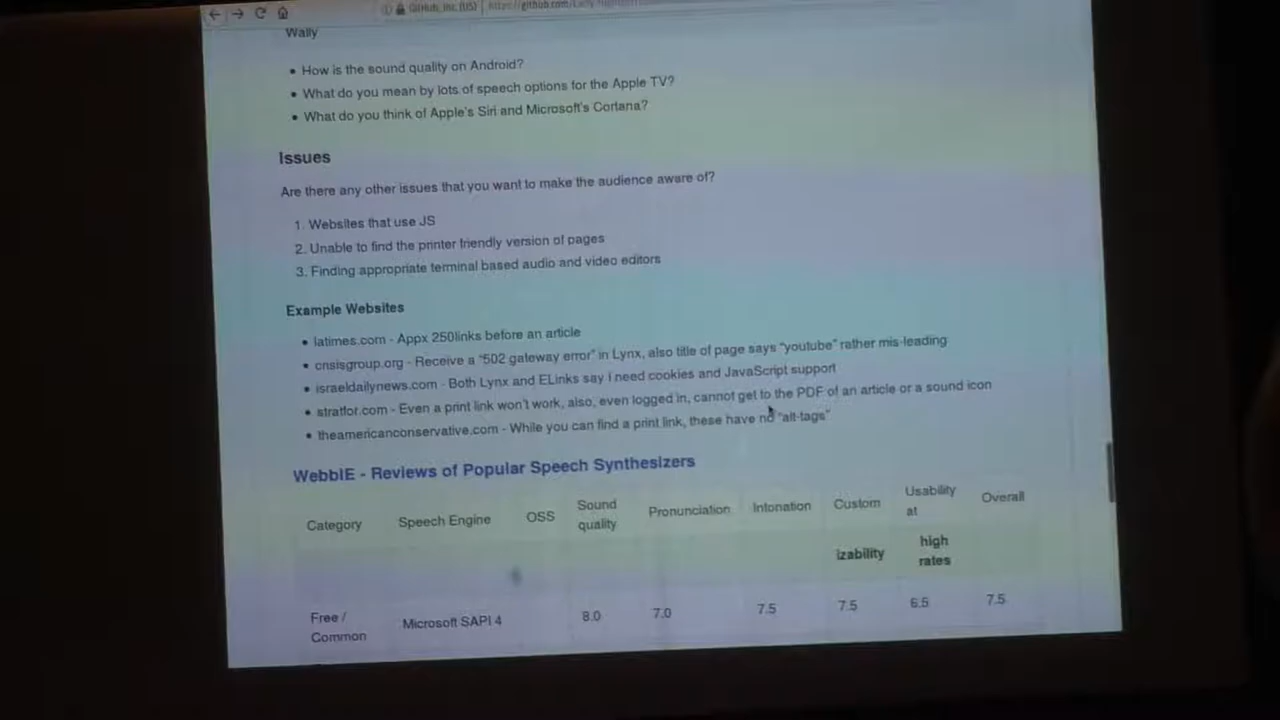 GitHub, Inc. (US) https://github.com/
Wally
• How is the sound quality on Android?
• What do you mean by lots of speech options for the Apple TV?
• What do you think of Apple's Siri and Microsoft's Cortana?
Issues
Are there any other issues that you want to make the audience aware of?
1. Websites that use JS
2. Unable to find the printer friendly version of pages
3. Finding appropriate terminal based audio and video editors
Example Websites
• latimes.com - Appx 250links before an article
• cnsisgroup.org - Receive a "502 gateway error" in Lynx, also title of page says "youtube" rather mis-leading
• israeldailynews.com - Both Lynx and ELinks say I need cookies and JavaScript support
• stratfor.com - Even a print link won't work, also, even logged in, cannot get to the PDF of an article or a sound icon
• theamericanconservative.com - While you can find a print link, these have no "alt-tags"
WebbIE - Reviews of Popular Speech Synthesizers
Category Speech Engine OSS Sound quality Pronunciation Intonation Custom Usability at Overall
izability high rates
Free / Common Microsoft SAPI 4 8.0 7.0 7.5 7.5 6.5 7.5